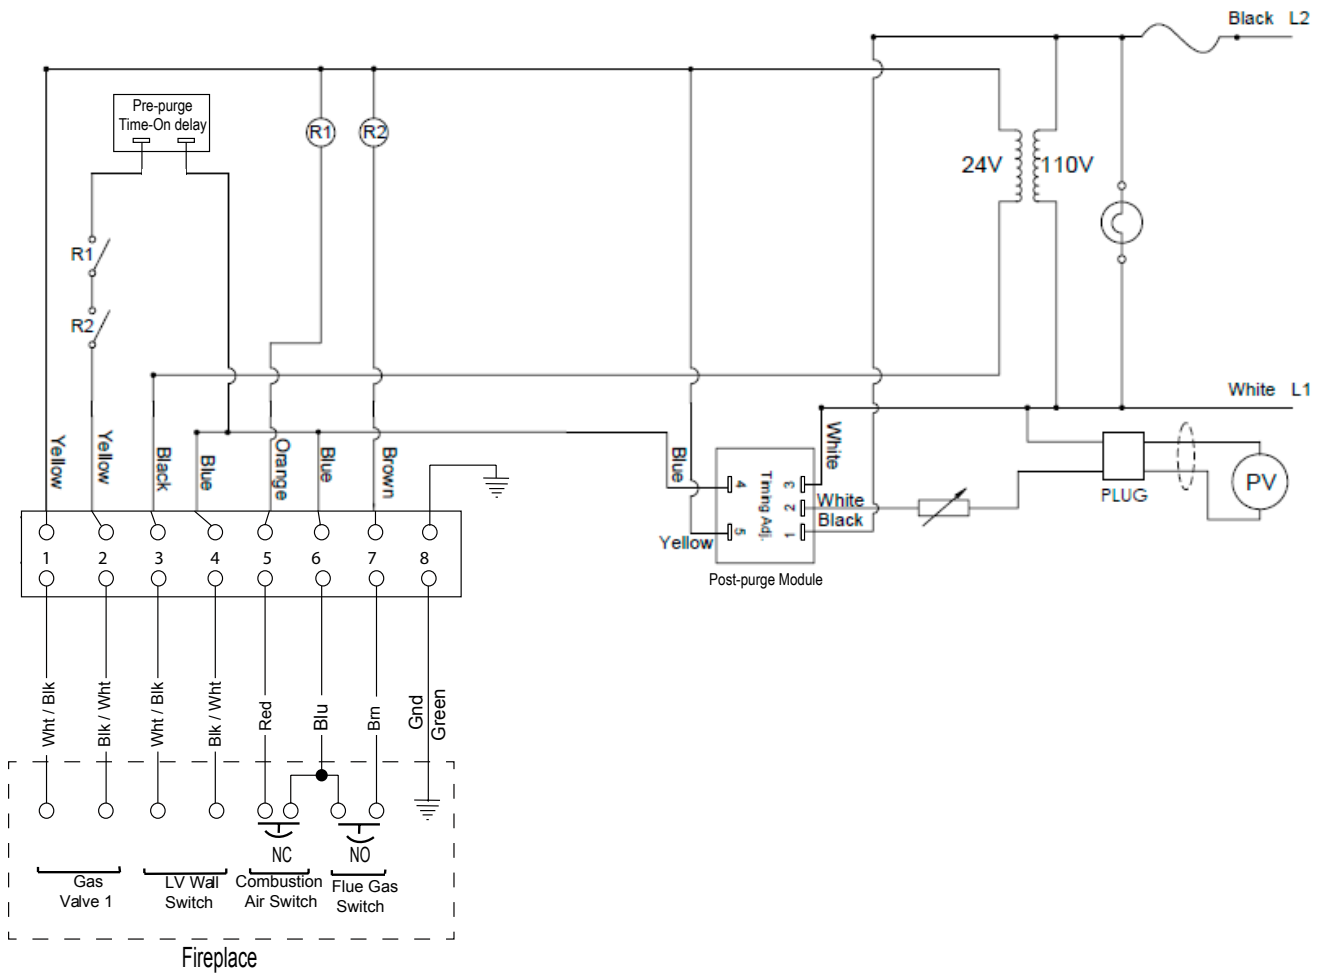 Black L2
Pre-purge
Time-On delay
R1
R2
24V
110V
R1
R2
White L1
Yellow
Yellow
Black
Blue
Orange
Blue
Brown
Blue
Yellow
4
5
Timing Adj.
3
2
1
White
White
Black
Post-purge Module
PLUG
PV
1
2
3
4
5
6
7
8
Wht / Blk
Blk / Wht
Wht / Blk
Blk / Wht
Red
Blu
Brn
Gnd
Green
NC
NO
Gas
Valve 1
LV Wall
Switch
Combustion
Air Switch
Flue Gas
Switch
Fireplace